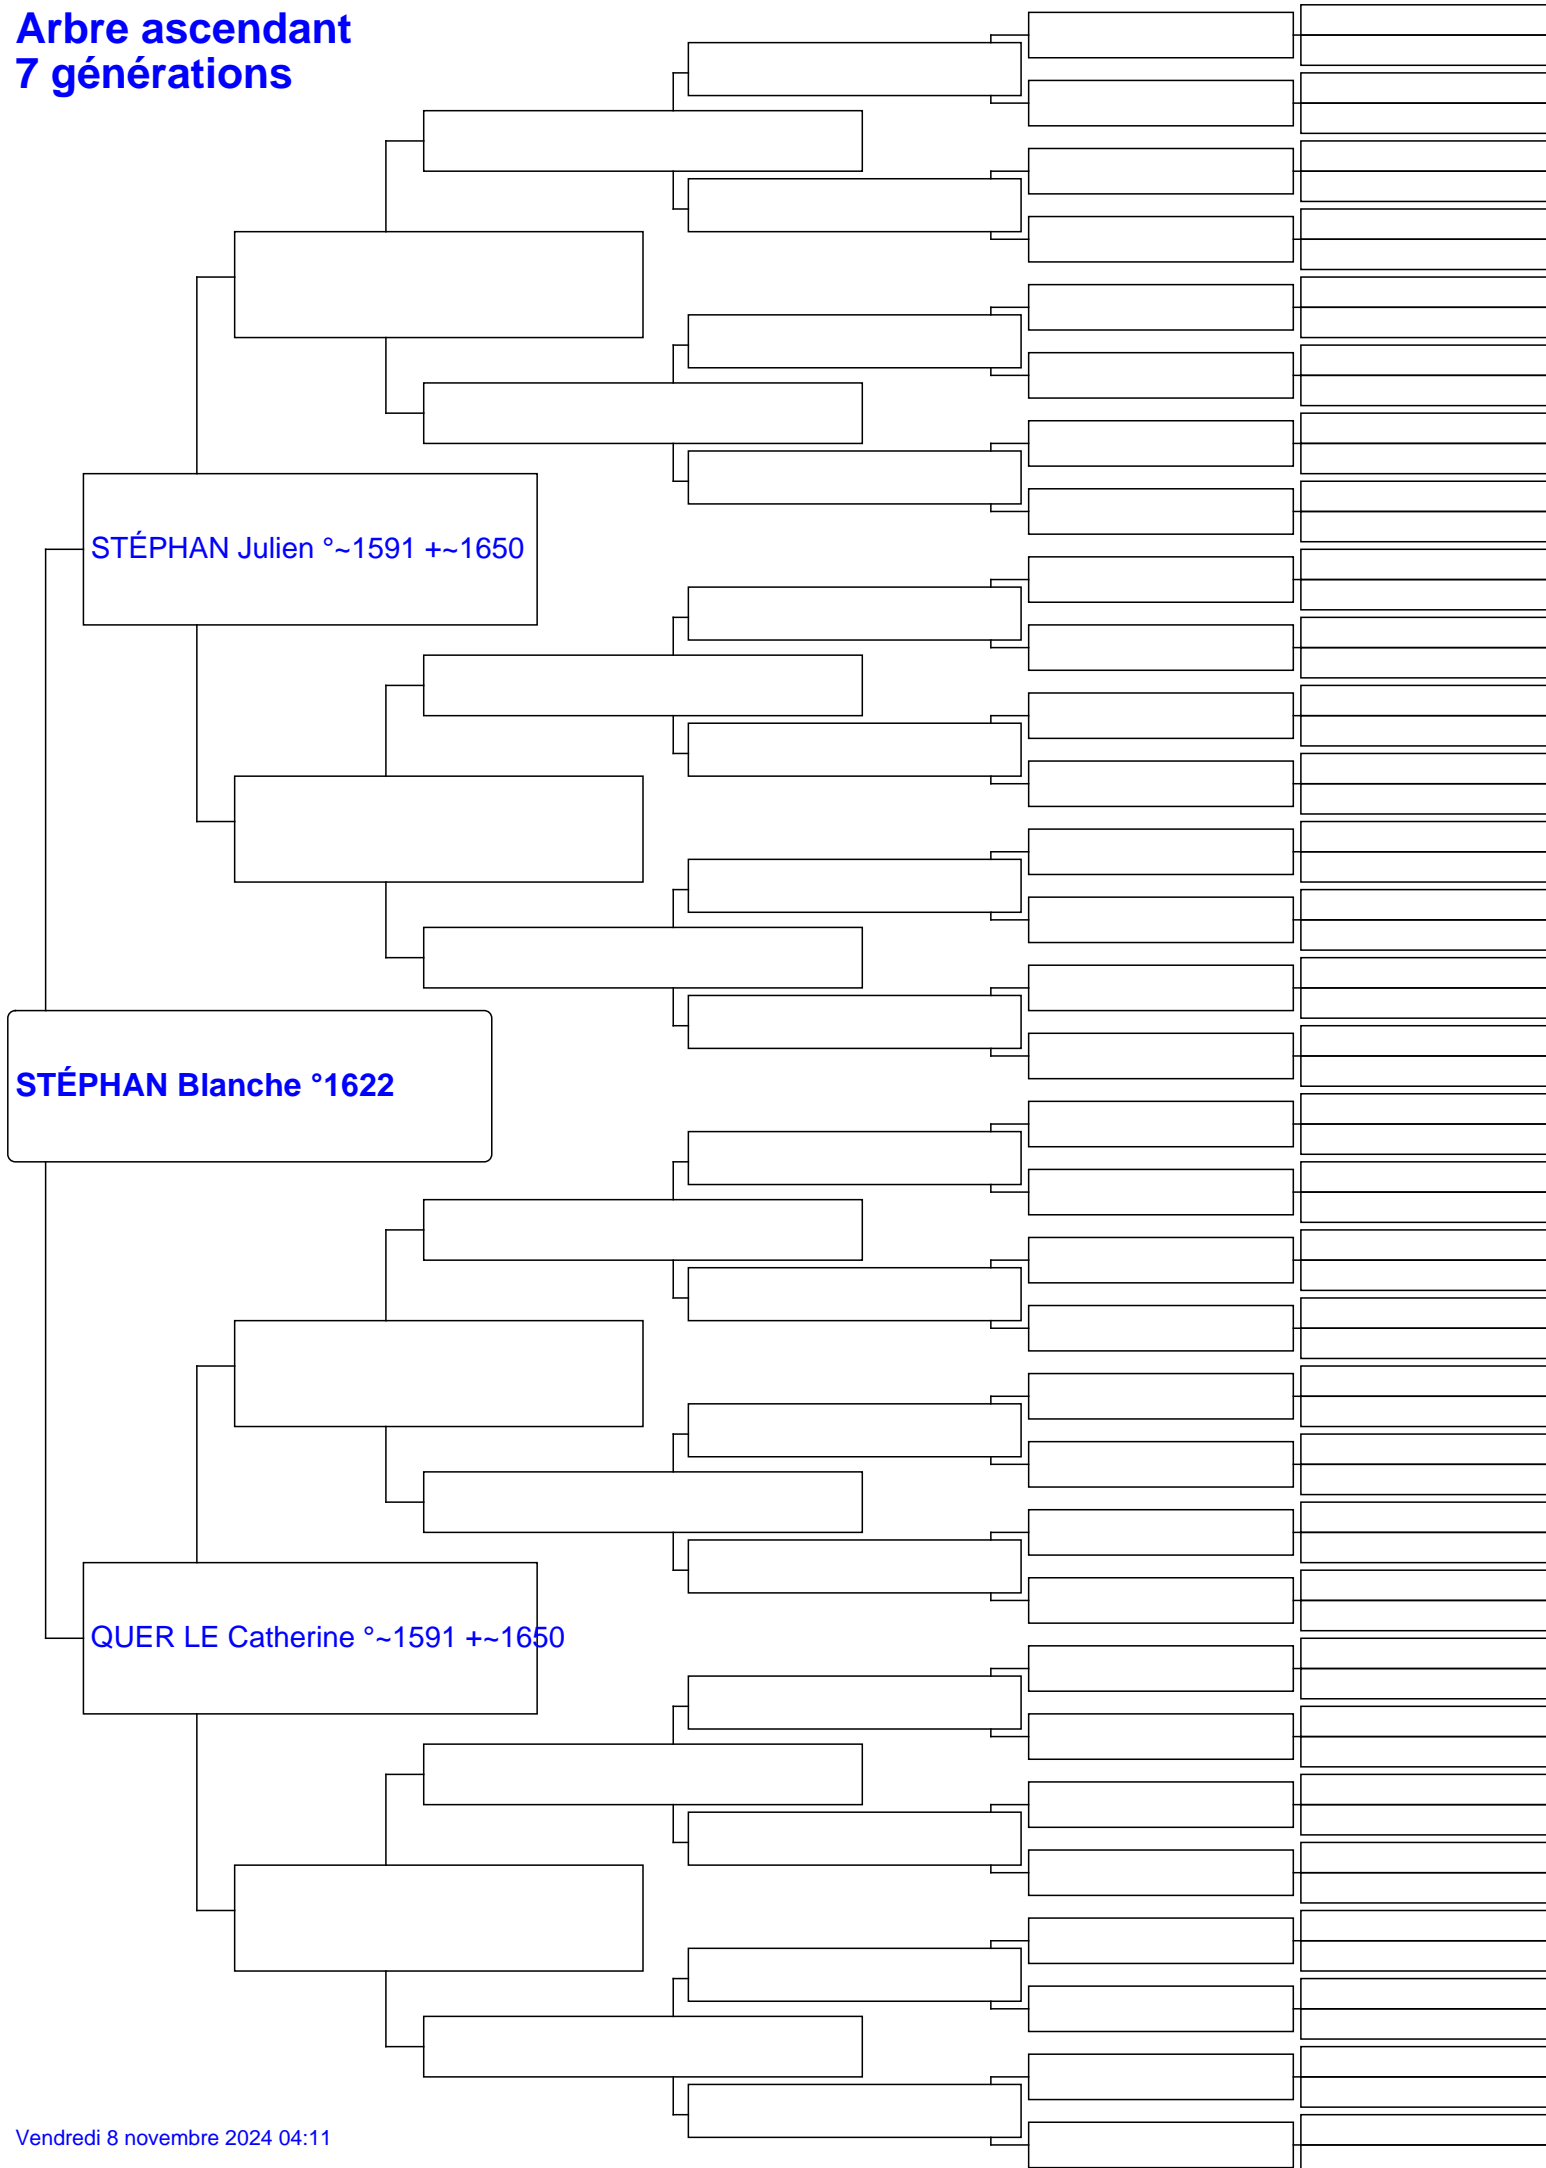 Arbre ascendant
7 générations
STÉPHAN Julien °~1591 +~1650
STÉPHAN Blanche °1622
QUER LE Catherine °~1591 +~1650
Vendredi 8 novembre 2024 04:11